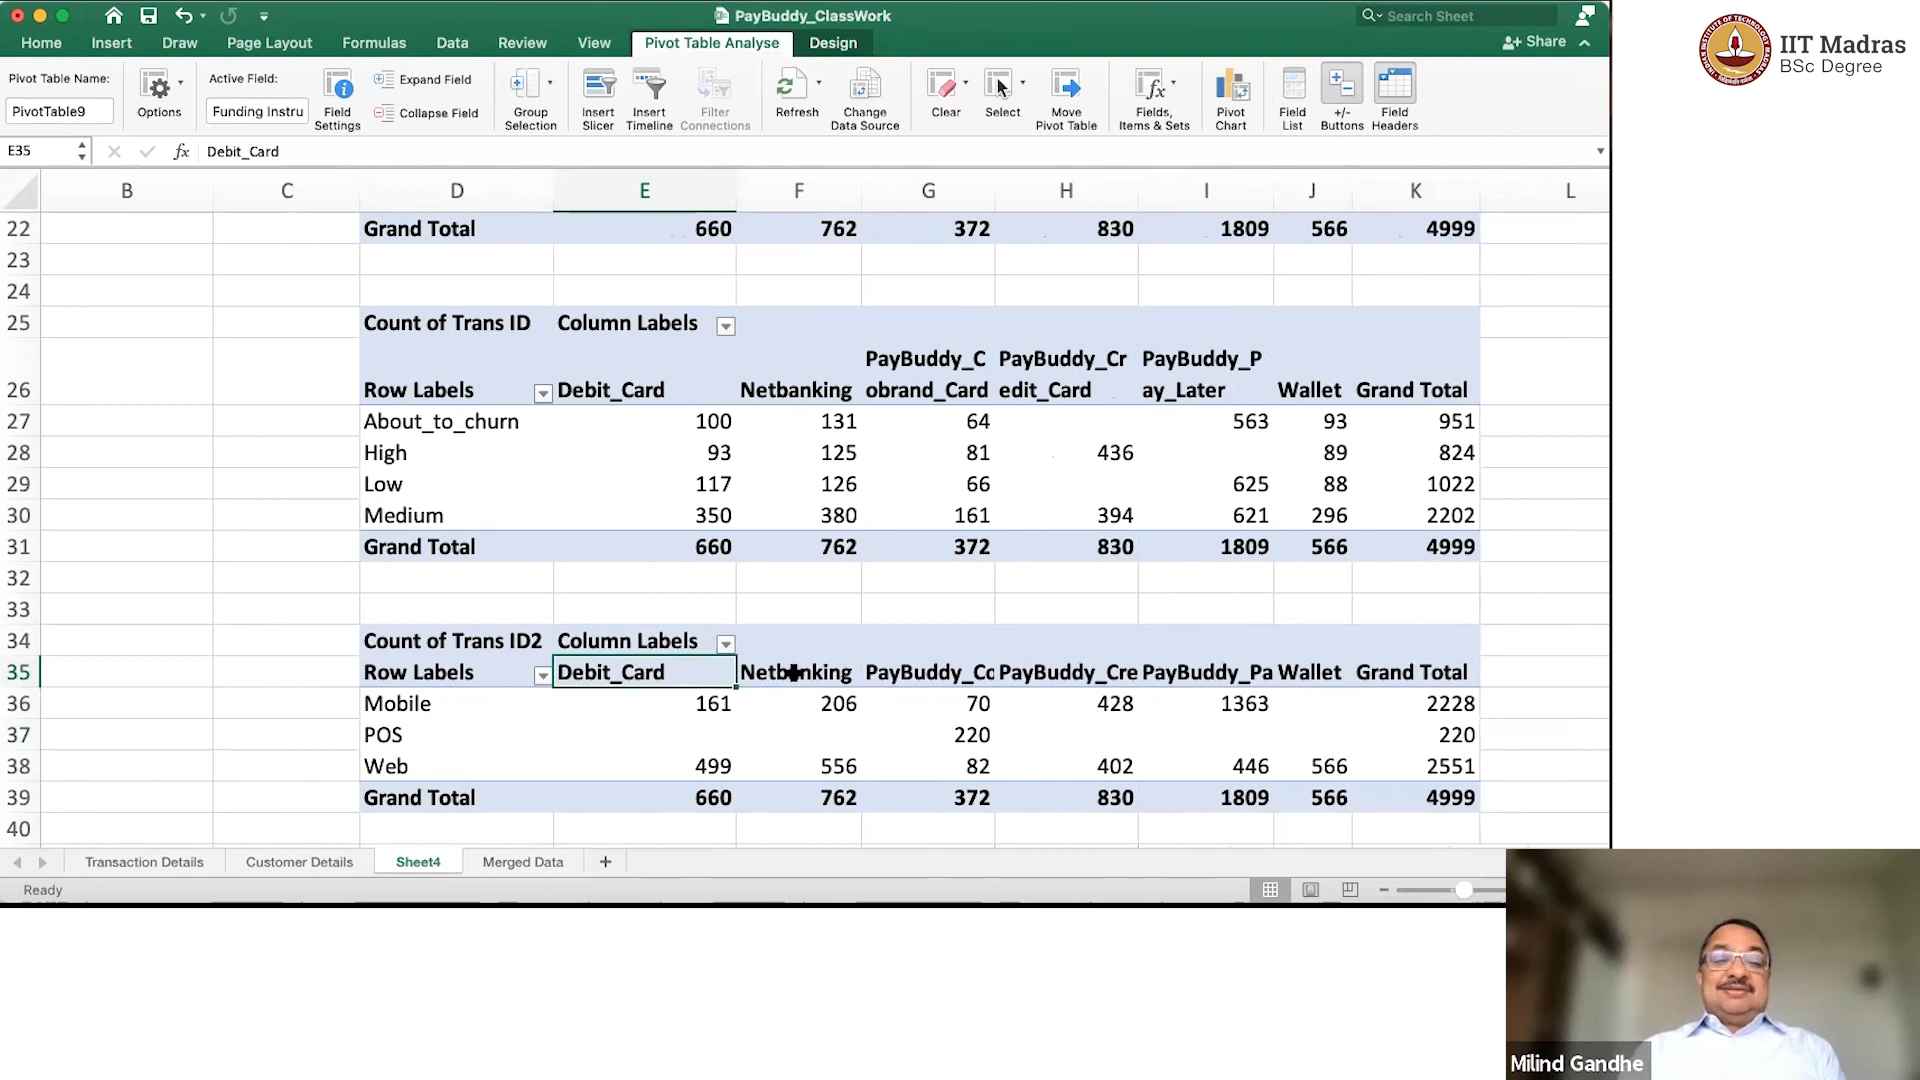 PayBuddy_ClassWork
Search Sheet
Home Insert Draw Page Layout Formulas Data Review View Pivot Table Analyse Design
Share
IIT Madras
BSc Degree
Pivot Table Name:
PivotTable9
Options
Active Field:
Funding Instru
Field Settings
Expand Field
Collapse Field
Group Selection
Insert Slicer
Insert Timeline
Filter Connections
Refresh
Change Data Source
Clear
Select
Move Pivot Table
Fields, Items & Sets
Pivot Chart
Field List
+/- Buttons
Field Headers
E35 fx Debit_Card
B C D E F G H I J K L
22 Grand Total 660 762 372 830 1809 566 4999
23
24
25 Count of Trans ID Column Labels
PayBuddy_C PayBuddy_Cr PayBuddy_P
26 Row Labels Debit_Card Netbanking obrand_Card edit_Card ay_Later Wallet Grand Total
27 About_to_churn 100 131 64 563 93 951
28 High 93 125 81 436 89 824
29 Low 117 126 66 625 88 1022
30 Medium 350 380 161 394 621 296 2202
31 Grand Total 660 762 372 830 1809 566 4999
32
33
34 Count of Trans ID2 Column Labels
35 Row Labels Debit_Card Netbanking PayBuddy_Co PayBuddy_Cre PayBuddy_Pa Wallet Grand Total
36 Mobile 161 206 70 428 1363 2228
37 POS 220 220
38 Web 499 556 82 402 446 566 2551
39 Grand Total 660 762 372 830 1809 566 4999
40
Transaction Details Customer Details Sheet4 Merged Data +
Ready
Milind Gandhe